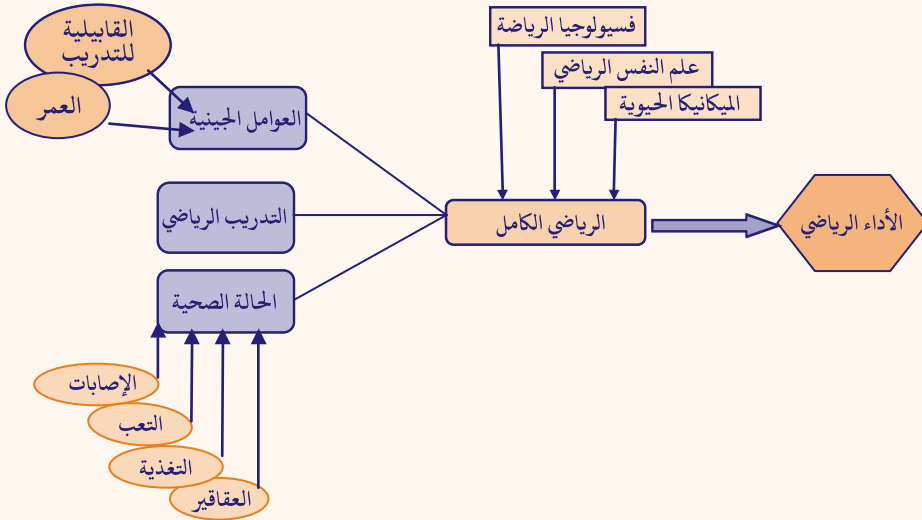 فسيولوجيا الرياضة
علم النفس الرياضي
الميكانيكا الحيوية
القابيلية
للتدريب
العمر
العوامل الجينية
التدريب الرياضي
الرياضي الكامل
الأداء الرياضي
الحالة الصحية
الإصابات
التعب
التغذية
العقاقير